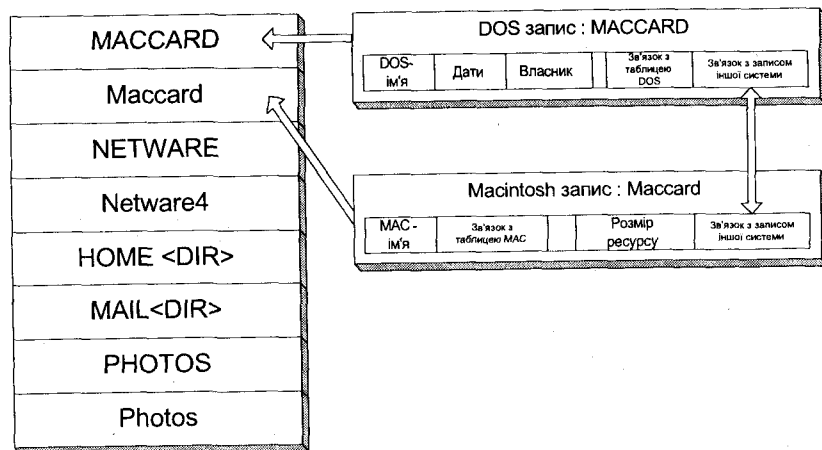 MACCARD
Maccard
NETWARE
Netware4
HOME <DIR>
MAIL<DIR>
PHOTOS
Photos
DOS запис : MACCARD
DOS-
ім'я
Дати
Власник
Зв'язок з
таблицею
DOS
Зв'язок з записом
іншої системи
Macintosh запис : Maccard
MAC -
ім'я
Зв'язок з
таблицею MAC
Розмір
ресурсу
Зв'язок з записом
іншої системи